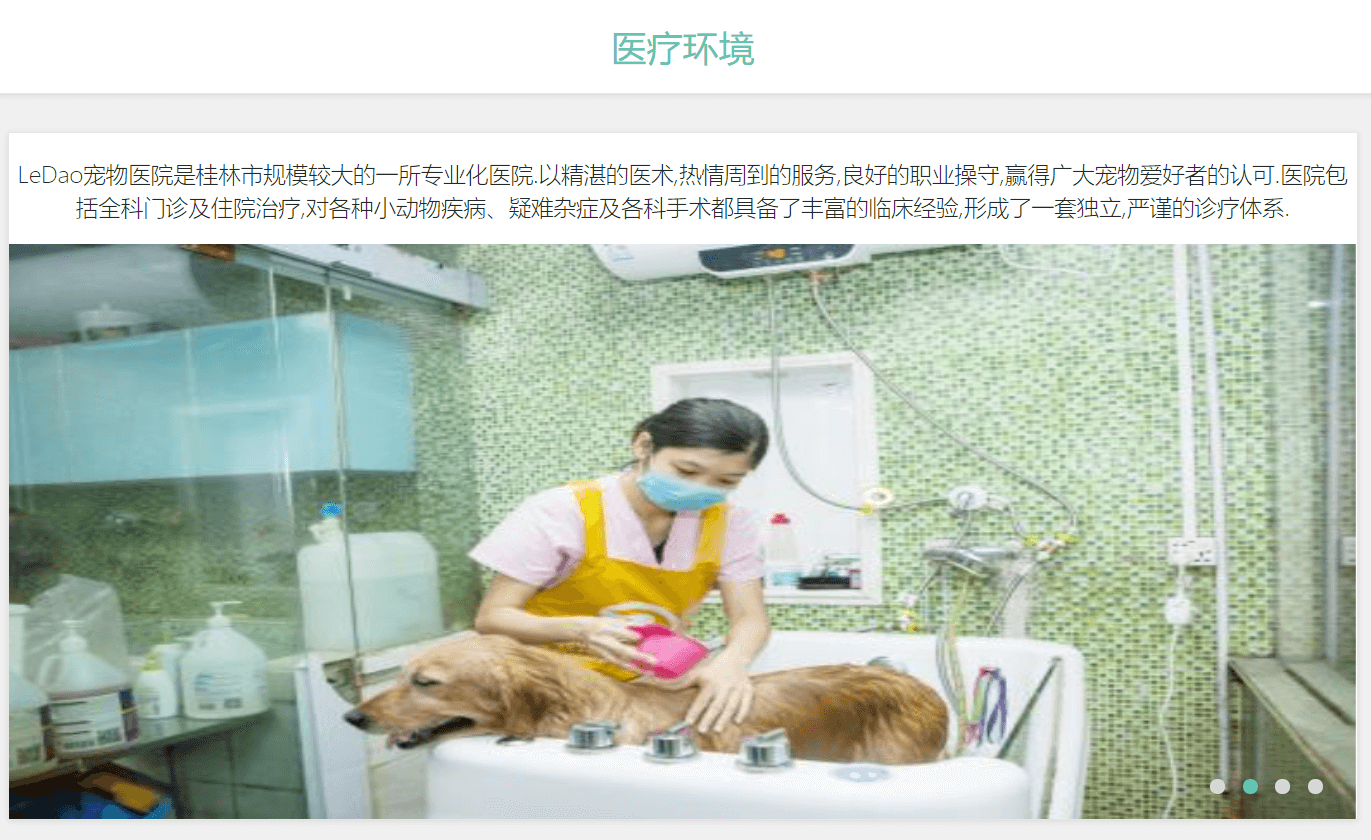 医疗环境
LeDao宠物医院是桂林市规模较大的一所专业化医院.以精湛的医术,热情周到的服务,良好的职业操守,赢得广大宠物爱好者的认可.医院包
括全科门诊及住院治疗,对各种小动物疾病、疑难杂症及各科手术都具备了丰富的临床经验,形成了一套独立,严谨的诊疗体系.